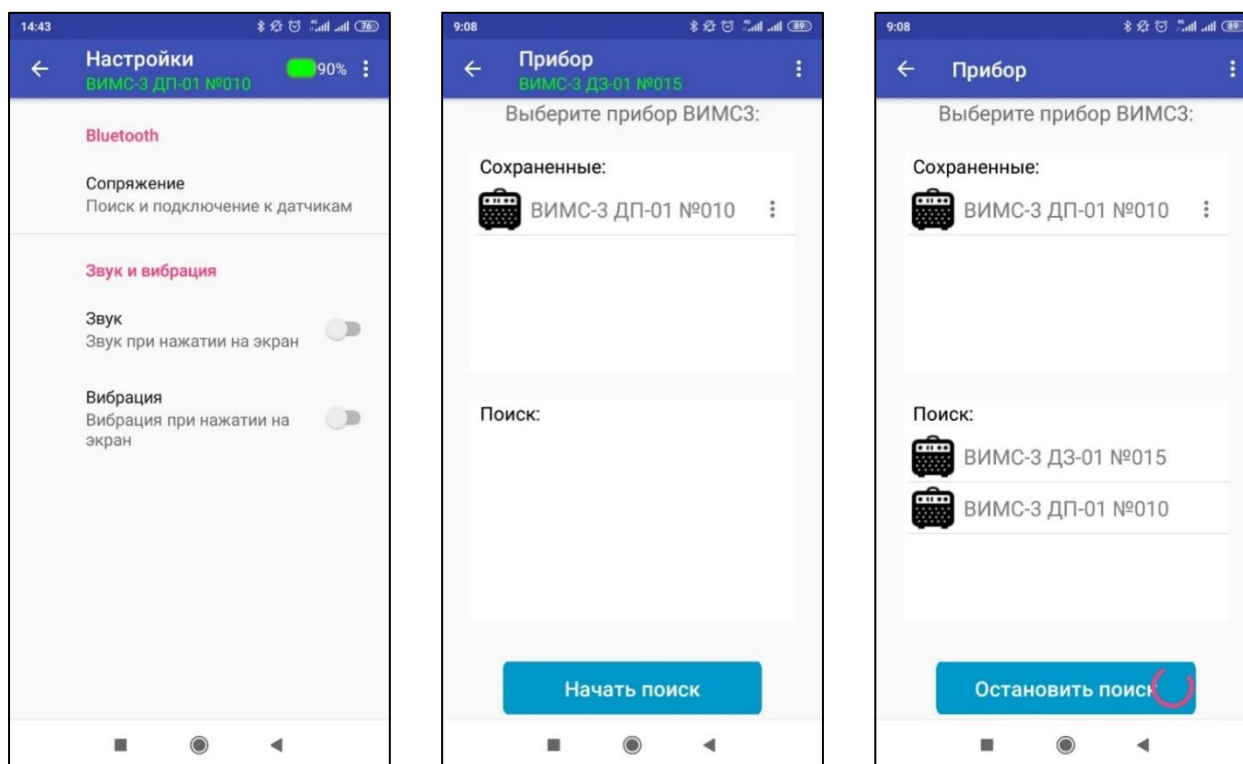 14:43
76
Настройки
ВИМС-3 ДП-01 №010
90%
Bluetooth
Сопряжение
Поиск и подключение к датчикам
Звук и вибрация
Звук
Звук при нажатии на экран
Вибрация
Вибрация при нажатии на
экран
9:08
89
Прибор
ВИМС-3 ДЗ-01 №015
Выберите прибор ВИМС3:
Сохраненные:
ВИМС-3 ДП-01 №010
Поиск:
Начать поиск
9:08
89
Прибор
Выберите прибор ВИМС3:
Сохраненные:
ВИМС-3 ДП-01 №010
Поиск:
ВИМС-3 ДЗ-01 №015
ВИМС-3 ДП-01 №010
Остановить поиск